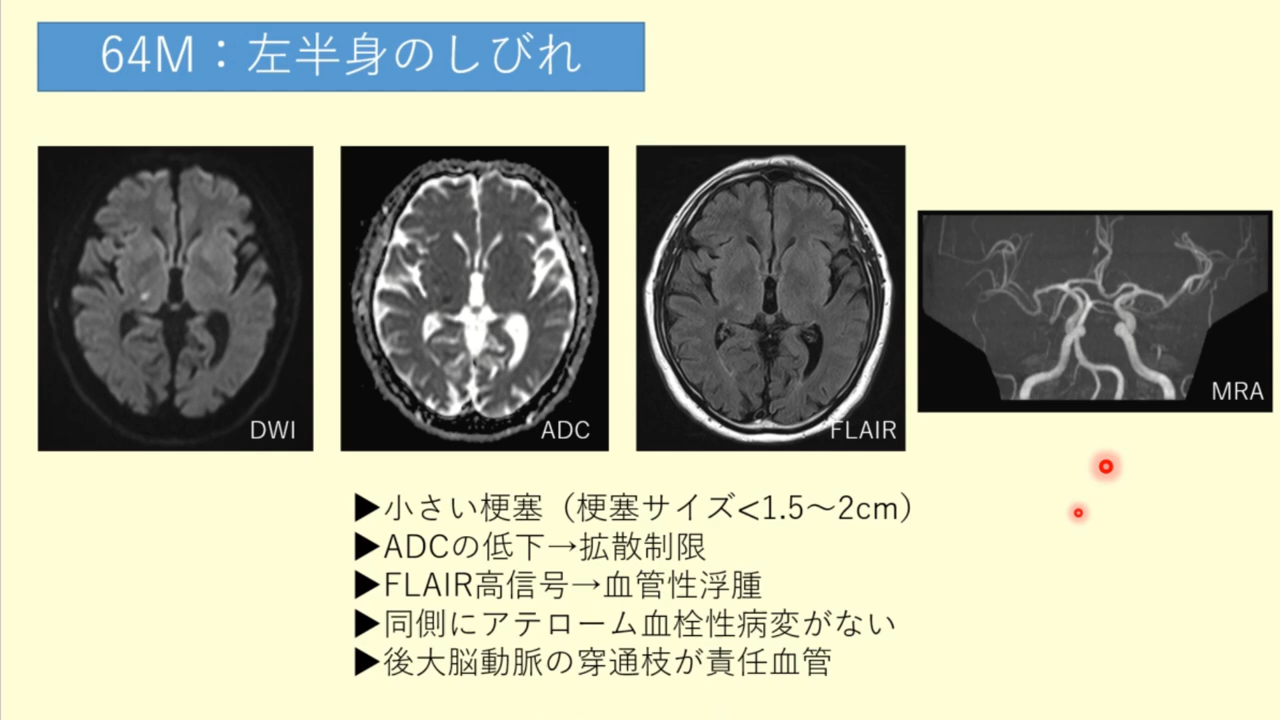 64M：左半身のしびれ
DWI
ADC
FLAIR
MRA
▶小さい梗塞（梗塞サイズ<1.5～2cm）
▶ADCの低下→拡散制限
▶FLAIR高信号→血管性浮腫
▶同側にアテローム血栓性病変がない
▶後大脳動脈の穿通枝が責任血管